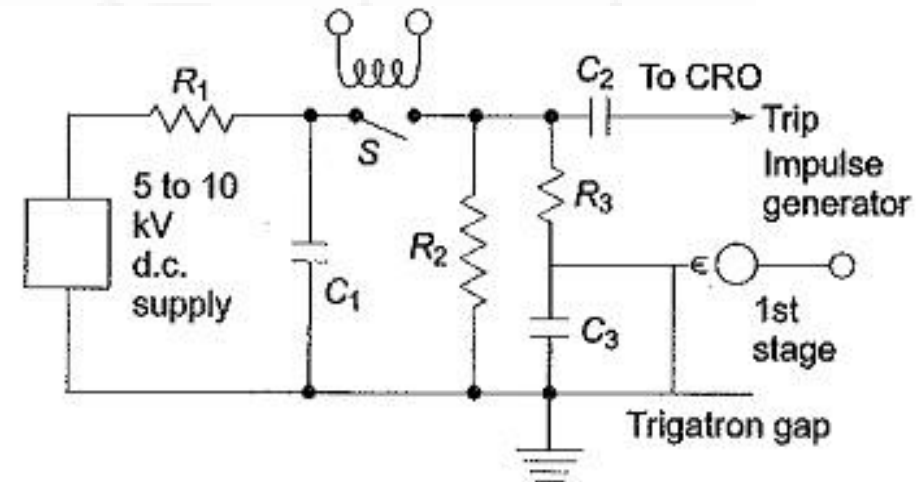 R1
5 to 10
kV
d.c.
supply
C1
S
R2
C2
To CRO
Trip
Impulse
generator
R3
C3
1st
stage
Trigatron gap